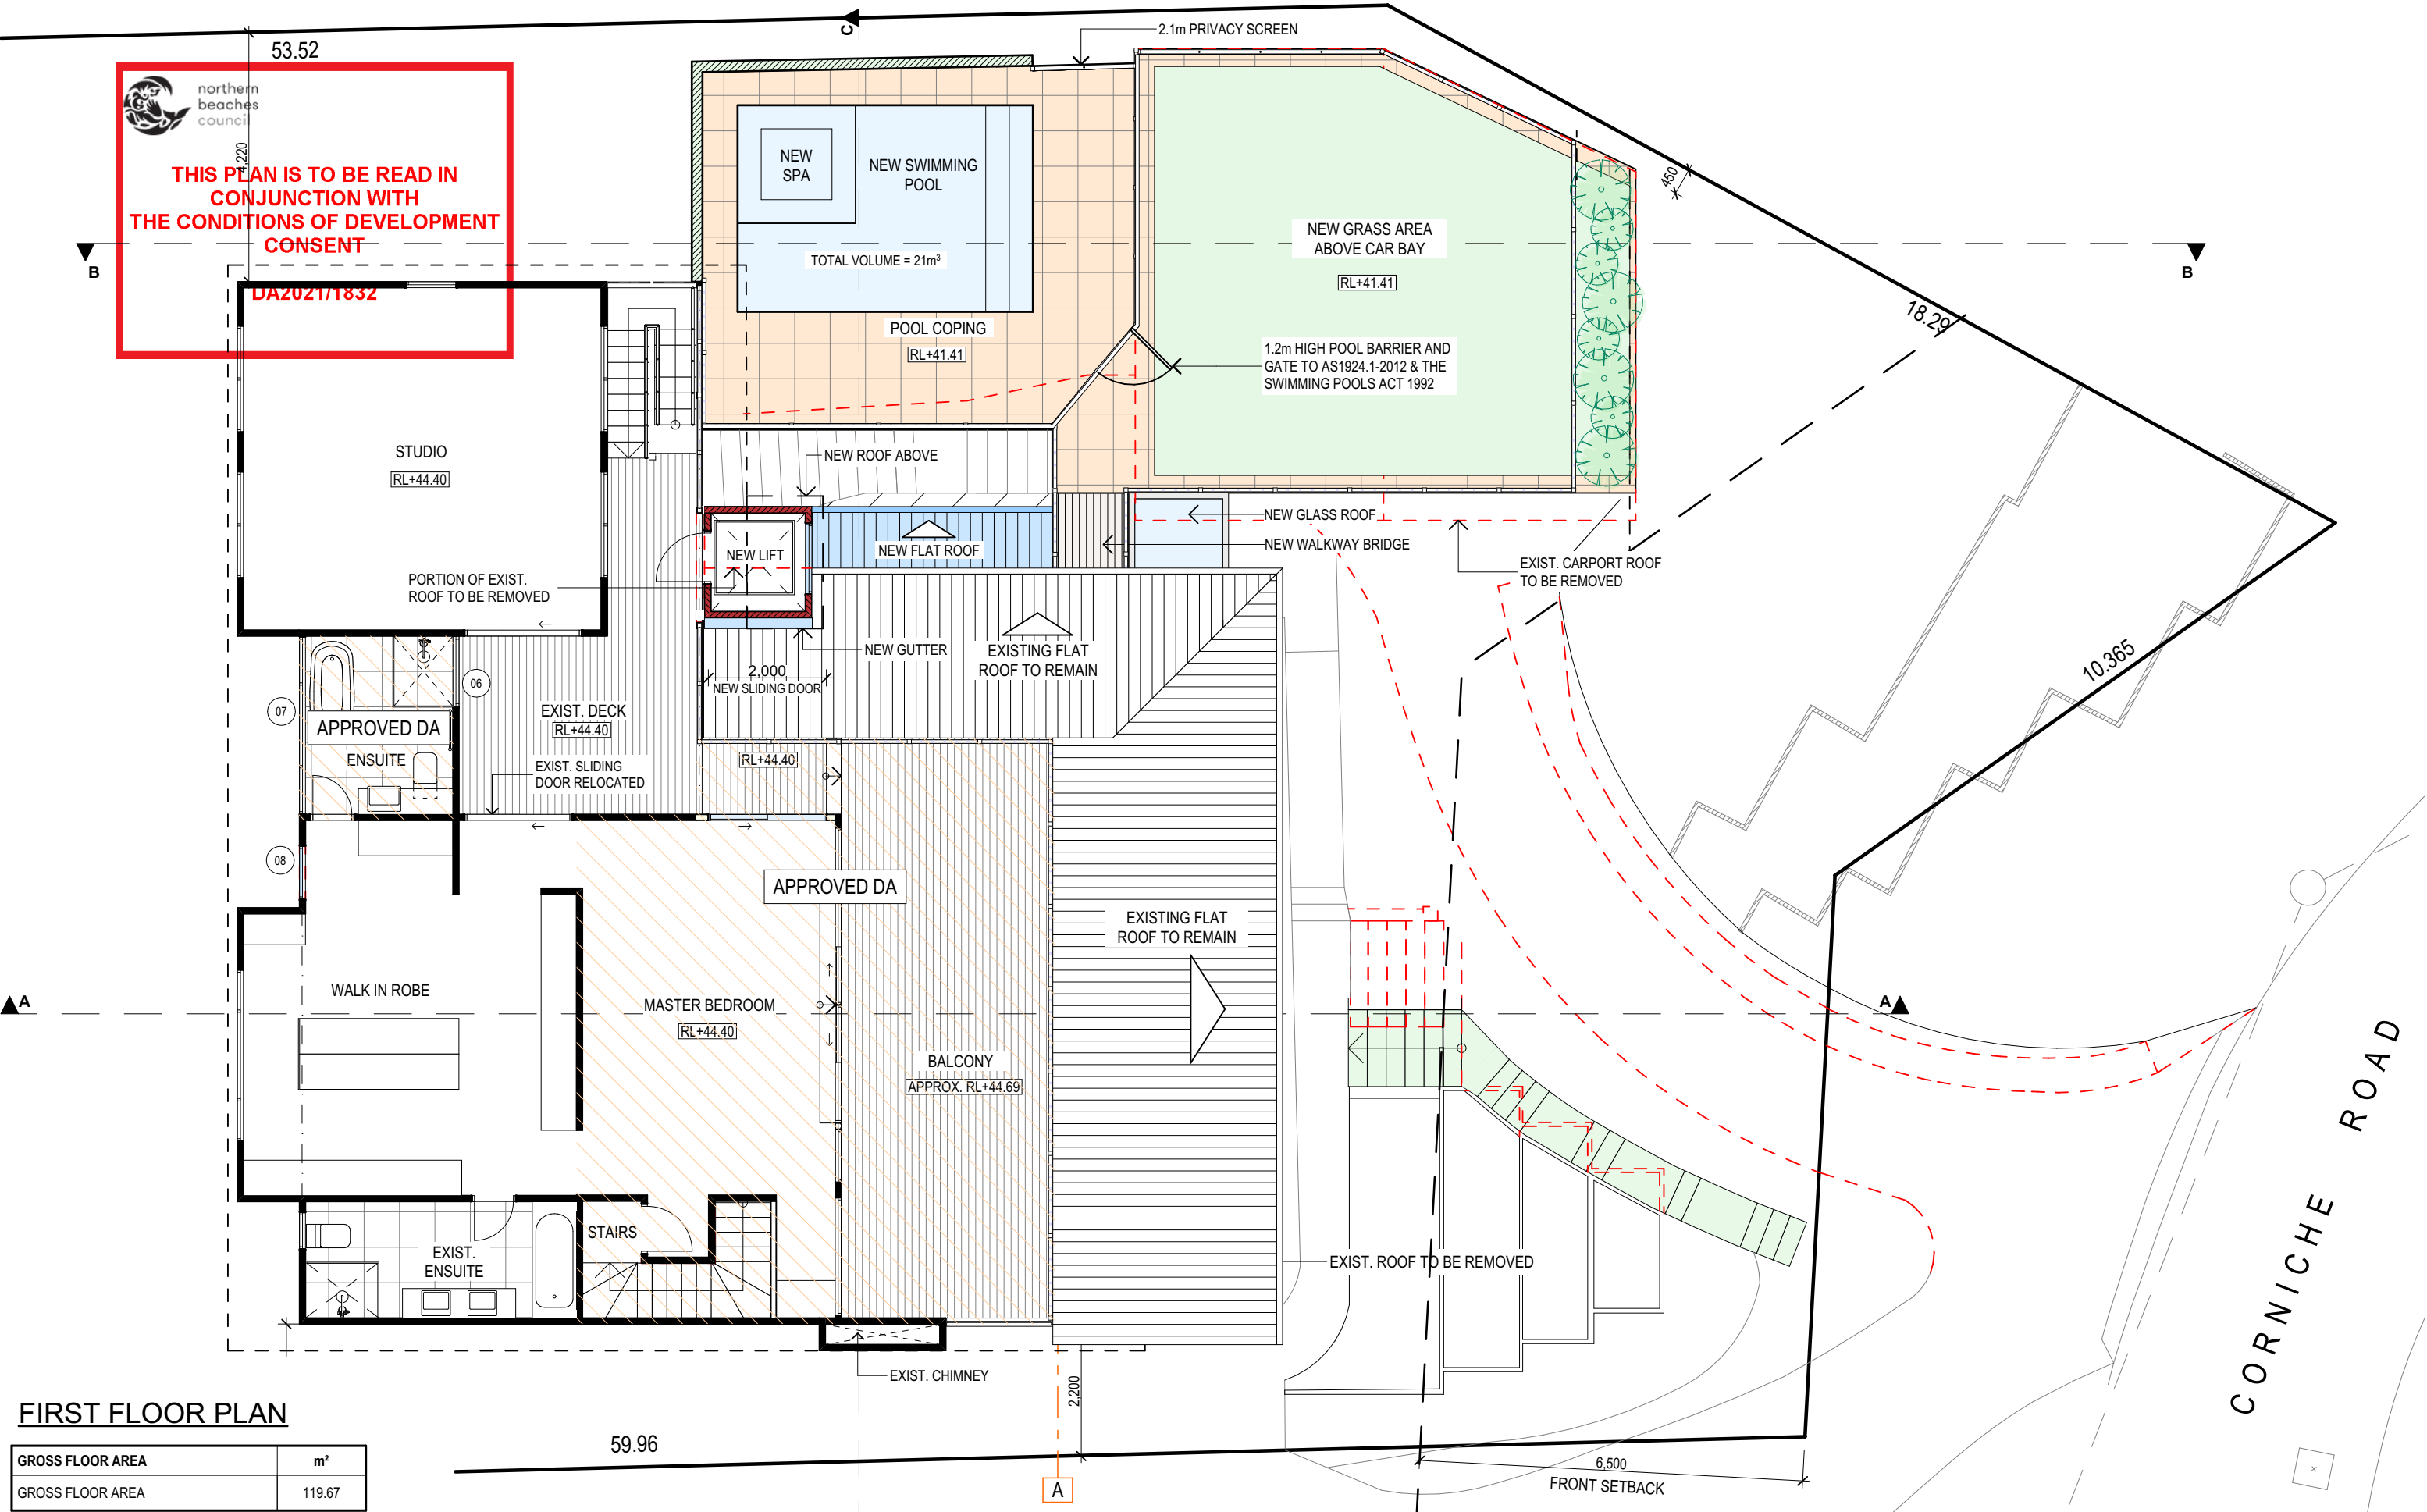 53.52
C
2.1m PRIVACY SCREEN
northern
beaches
council
4,220
THIS PLAN IS TO BE READ IN
CONJUNCTION WITH
THE CONDITIONS OF DEVELOPMENT
CONSENT
DA2021/1832
NEW
SPA
NEW SWIMMING
POOL
TOTAL VOLUME = 21m³
POOL COPING
RL+41.41
NEW GRASS AREA
ABOVE CAR BAY
RL+41.41
1.2m HIGH POOL BARRIER AND
GATE TO AS1924.1-2012 & THE
SWIMMING POOLS ACT 1992
450
B
B
18.29
STUDIO
RL+44.40
NEW ROOF ABOVE
NEW LIFT
NEW FLAT ROOF
NEW GLASS ROOF
NEW WALKWAY BRIDGE
EXIST. CARPORT ROOF
TO BE REMOVED
PORTION OF EXIST.
ROOF TO BE REMOVED
NEW GUTTER
2,000
NEW SLIDING DOOR
EXISTING FLAT
ROOF TO REMAIN
10.365
06
07
APPROVED DA
ENSUITE
EXIST. DECK
RL+44.40
EXIST. SLIDING
DOOR RELOCATED
RL+44.40
08
APPROVED DA
EXISTING FLAT
ROOF TO REMAIN
WALK IN ROBE
MASTER BEDROOM
RL+44.40
A
A
BALCONY
APPROX. RL+44.69
STAIRS
EXIST.
ENSUITE
EXIST. ROOF TO BE REMOVED
CORNICHE ROAD
EXIST. CHIMNEY
2,200
FIRST FLOOR PLAN
59.96
GROSS FLOOR AREA m²
GROSS FLOOR AREA 119.67
A
6,500
FRONT SETBACK